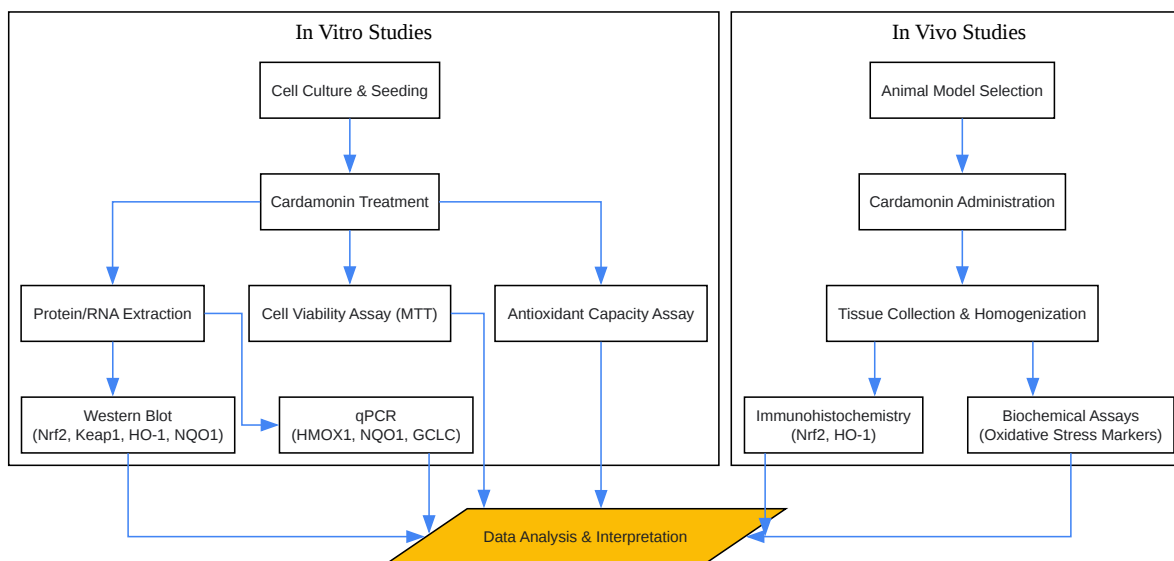 In Vitro Studies
Cell Culture & Seeding
Cardamonin Treatment
Protein/RNA Extraction
Cell Viability Assay (MTT)
Antioxidant Capacity Assay
Western Blot
(Nrf2, Keap1, HO-1, NQO1)
qPCR
(HMOX1, NQO1, GCLC)
In Vivo Studies
Animal Model Selection
Cardamonin Administration
Tissue Collection & Homogenization
Immunohistochemistry
(Nrf2, HO-1)
Biochemical Assays
(Oxidative Stress Markers)
Data Analysis & Interpretation